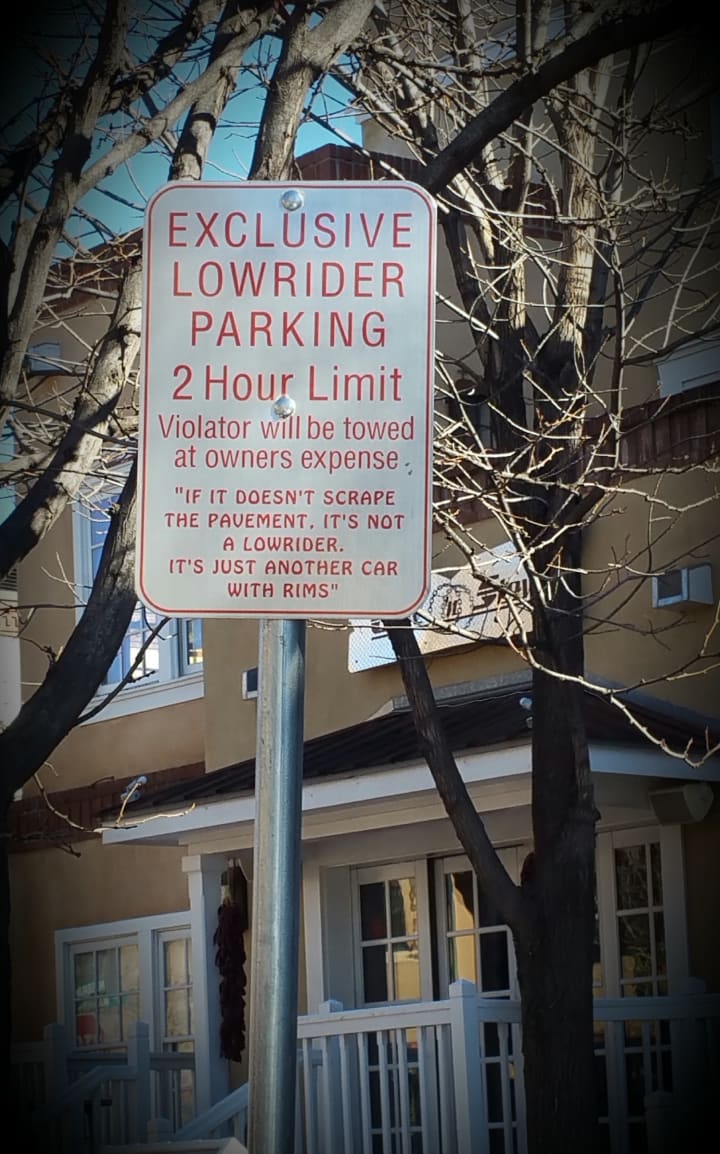 EXCLUSIVE
LOWRIDER
PARKING
2 Hour Limit
Violator will be towed
at owners expense
"IF IT DOESN'T SCRAPE
THE PAVEMENT, IT'S NOT
A LOWRIDER.
IT'S JUST ANOTHER CAR
WITH RIMS"